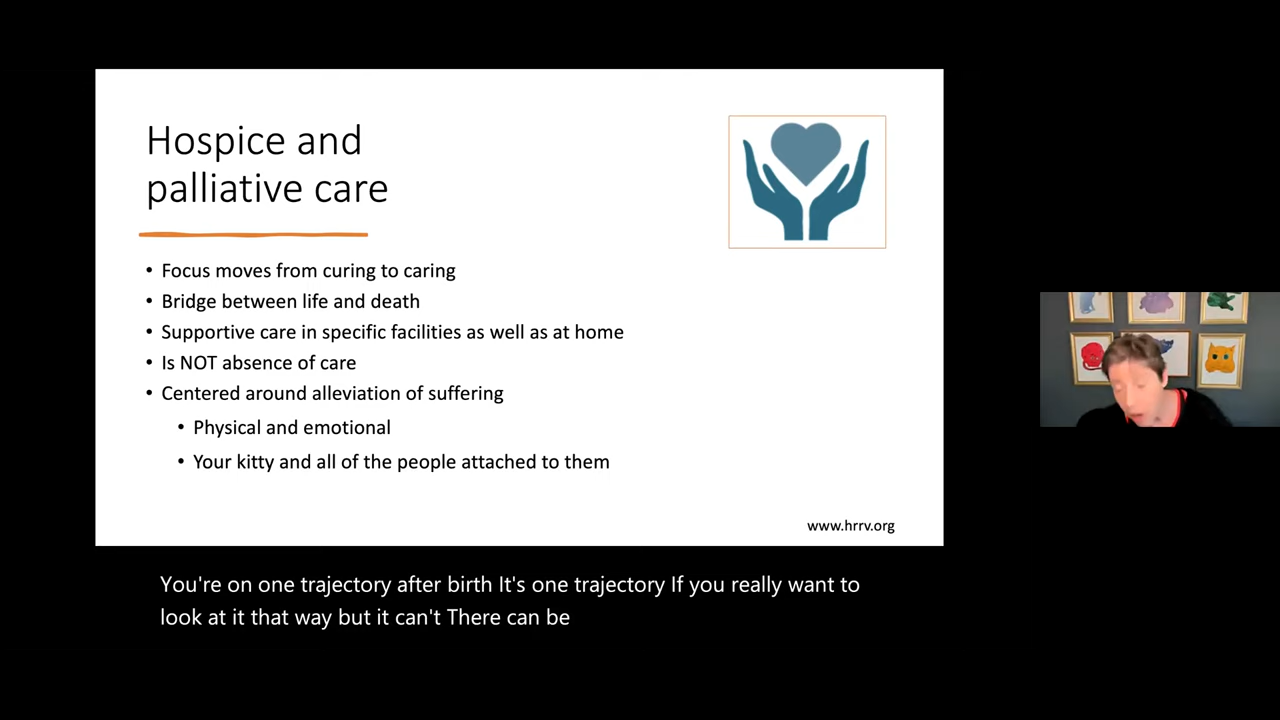 Hospice and
palliative care
• Focus moves from curing to caring
• Bridge between life and death
• Supportive care in specific facilities as well as at home
• Is NOT absence of care
• Centered around alleviation of suffering
• Physical and emotional
• Your kitty and all of the people attached to them
www.hrrv.org
You're on one trajectory after birth It's one trajectory If you really want to
look at it that way but it can't There can be